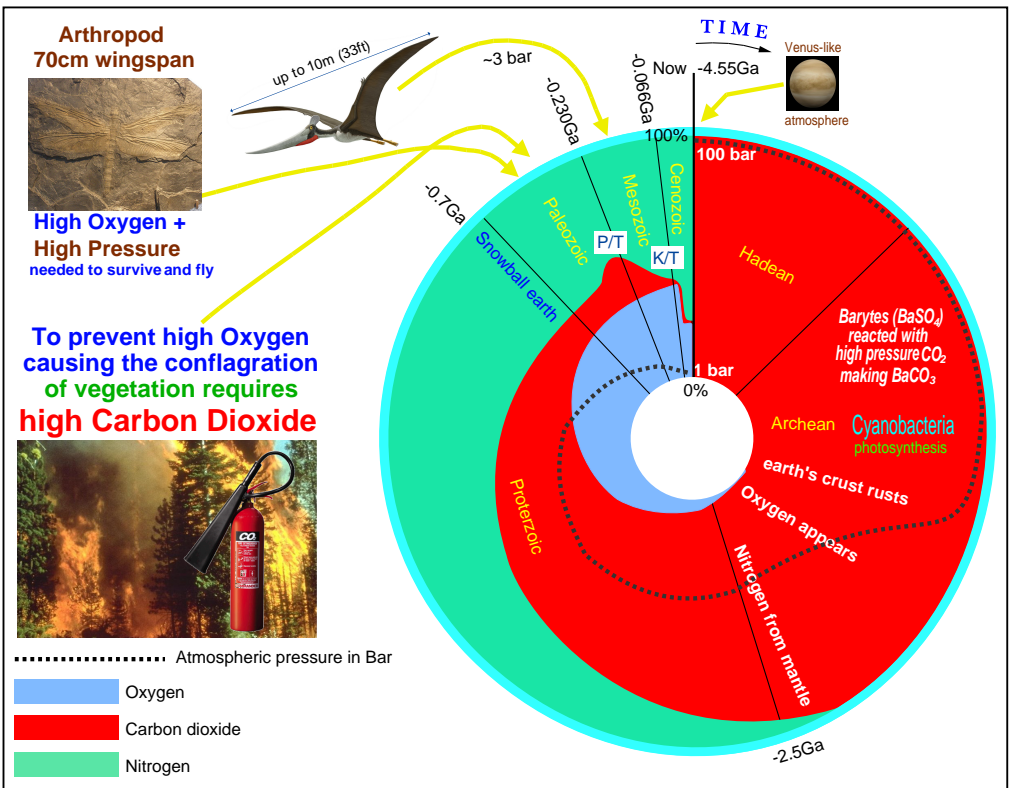 Arthropod
70cm wingspan
High Oxygen +
High Pressure
needed to survive and fly
up to 10m (33ft)
~3 bar
TIME
Now
-4.55Ga
Venus-like
atmosphere
-0.066Ga
-0.230Ga
-0.7Ga
100%
100 bar
Cenozoic
Mesozoic
Paleozoic
P/T
K/T
Snowball earth
Hadean
Barytes (BaSO₄)
reacted with
high pressure CO₂
making BaCO₃
1 bar
0%
Archean
Cyanobacteria
photosynthesis
earth's crust rusts
Oxygen appears
Nitrogen from mantle
Proterzoic
-2.5Ga
To prevent high Oxygen
causing the conflagration
of vegetation requires
high Carbon Dioxide
CO₂
Atmospheric pressure in Bar
Oxygen
Carbon dioxide
Nitrogen